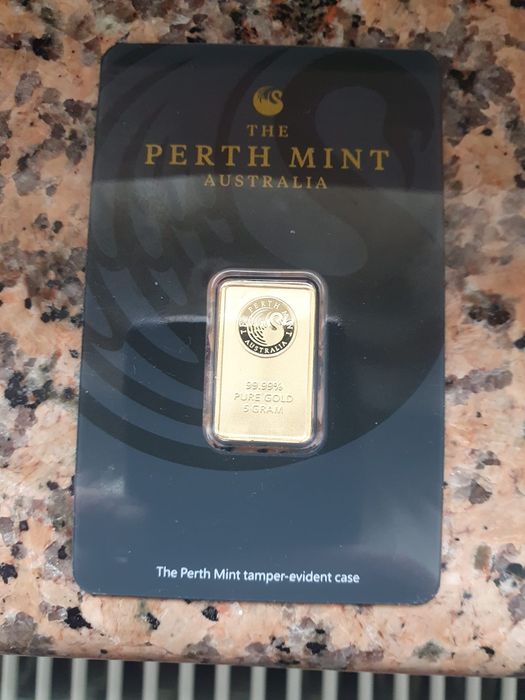 THE
PERTH MINT
AUSTRALIA
THE PERTH MINT
AUSTRALIA
99.99%
PURE GOLD
5 GRAM
The Perth Mint tamper-evident case